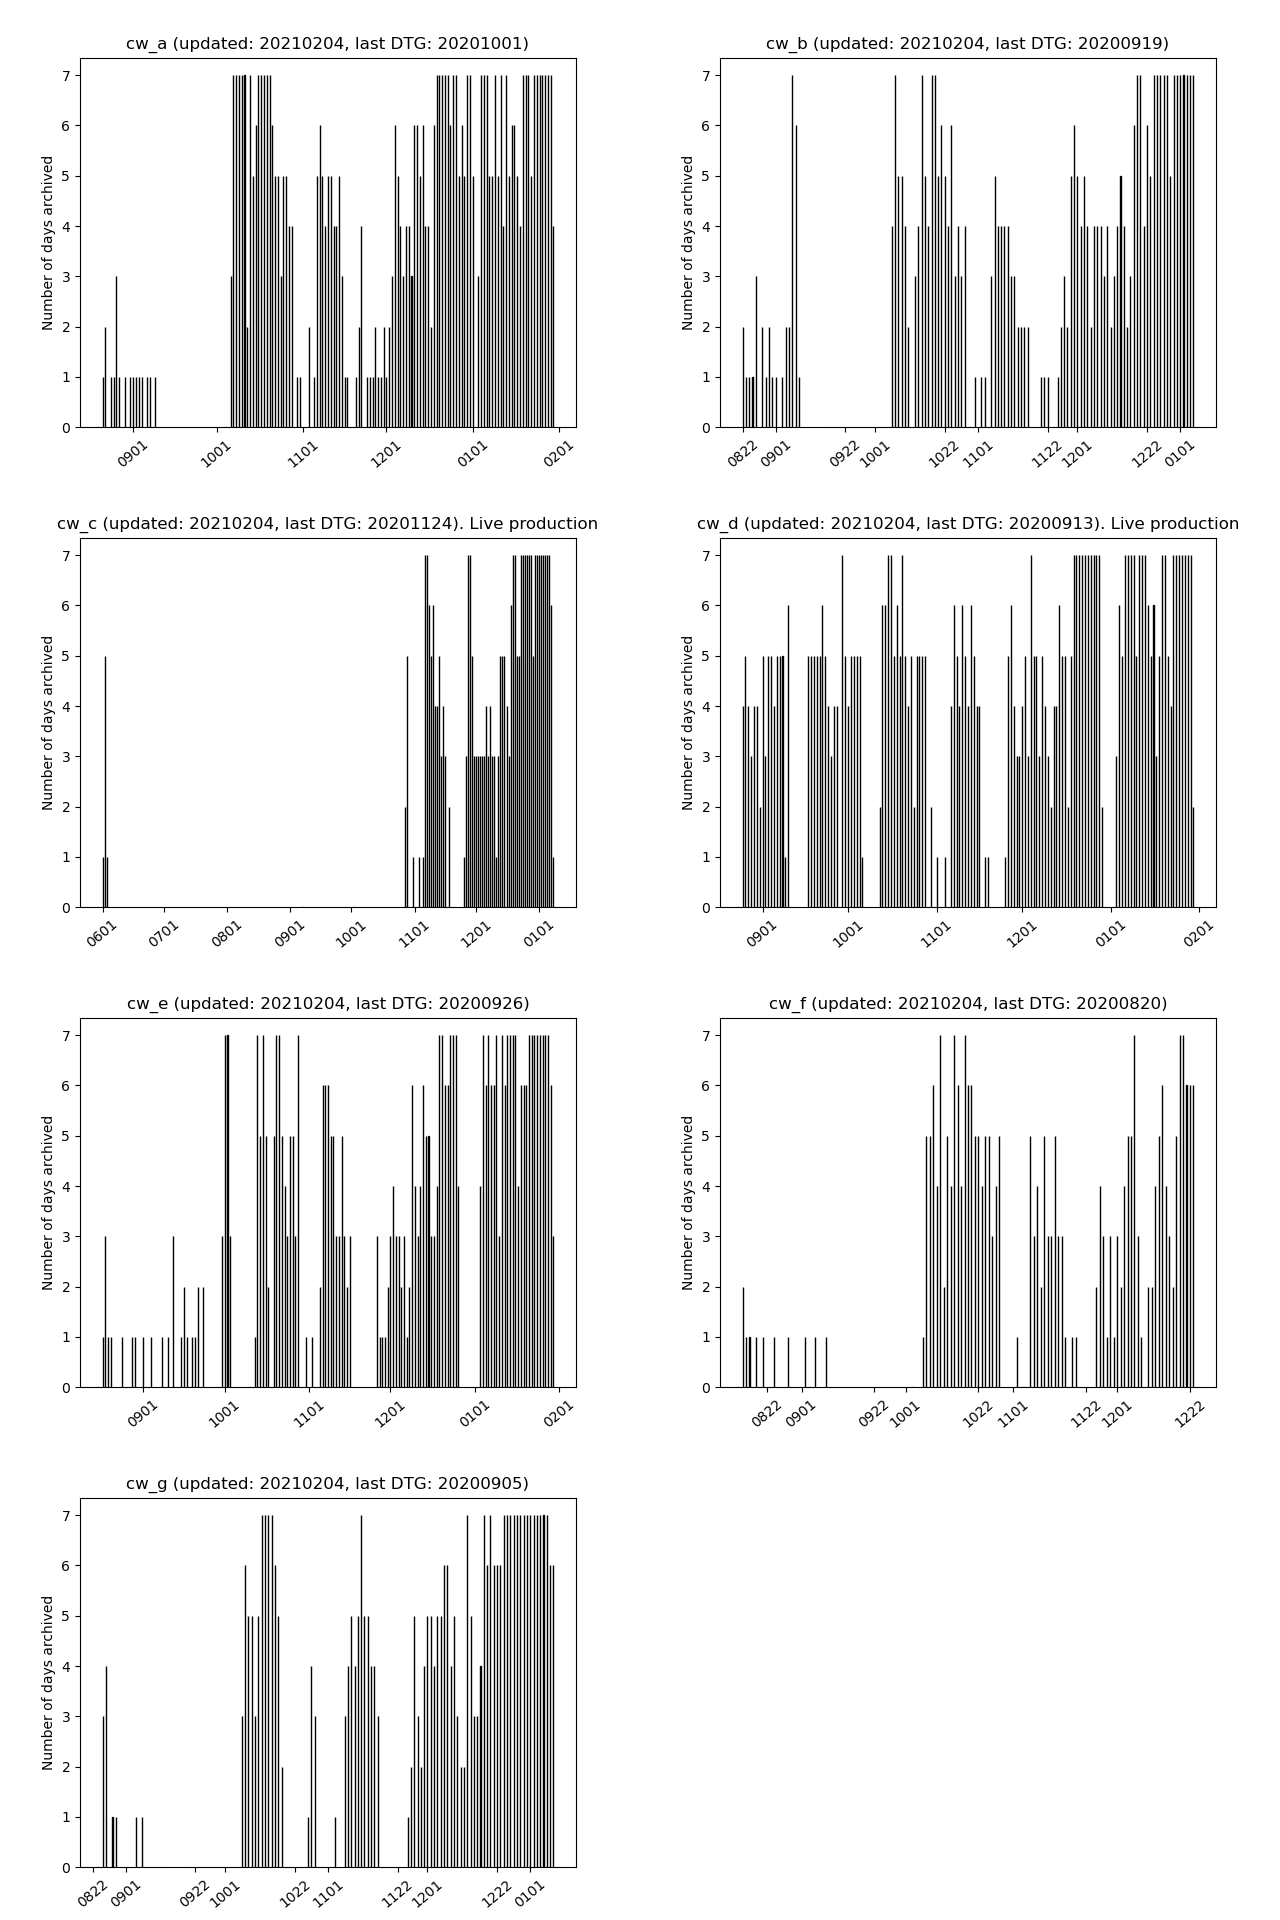 cw_a (updated: 20210204, last DTG: 20201001)
Number of days archived
7
6
5
4
3
2
1
0
0901 1001 1101 1201 0101 0201
cw_b (updated: 20210204, last DTG: 20200919)
Number of days archived
7
6
5
4
3
2
1
0
0822 0901 0922 1001 1022 1101 1122 1201 1222 0101
cw_c (updated: 20210204, last DTG: 20201124). Live production
Number of days archived
7
6
5
4
3
2
1
0
0601 0701 0801 0901 1001 1101 1201 0101
cw_d (updated: 20210204, last DTG: 20200913). Live production
Number of days archived
7
6
5
4
3
2
1
0
0901 1001 1101 1201 0101 0201
cw_e (updated: 20210204, last DTG: 20200926)
Number of days archived
7
6
5
4
3
2
1
0
0901 1001 1101 1201 0101 0201
cw_f (updated: 20210204, last DTG: 20200820)
Number of days archived
7
6
5
4
3
2
1
0
0822 0901 0922 1001 1022 1101 1122 1201 1222
cw_g (updated: 20210204, last DTG: 20200905)
Number of days archived
7
6
5
4
3
2
1
0
0822 0901 0922 1001 1022 1101 1122 1201 1222 0101